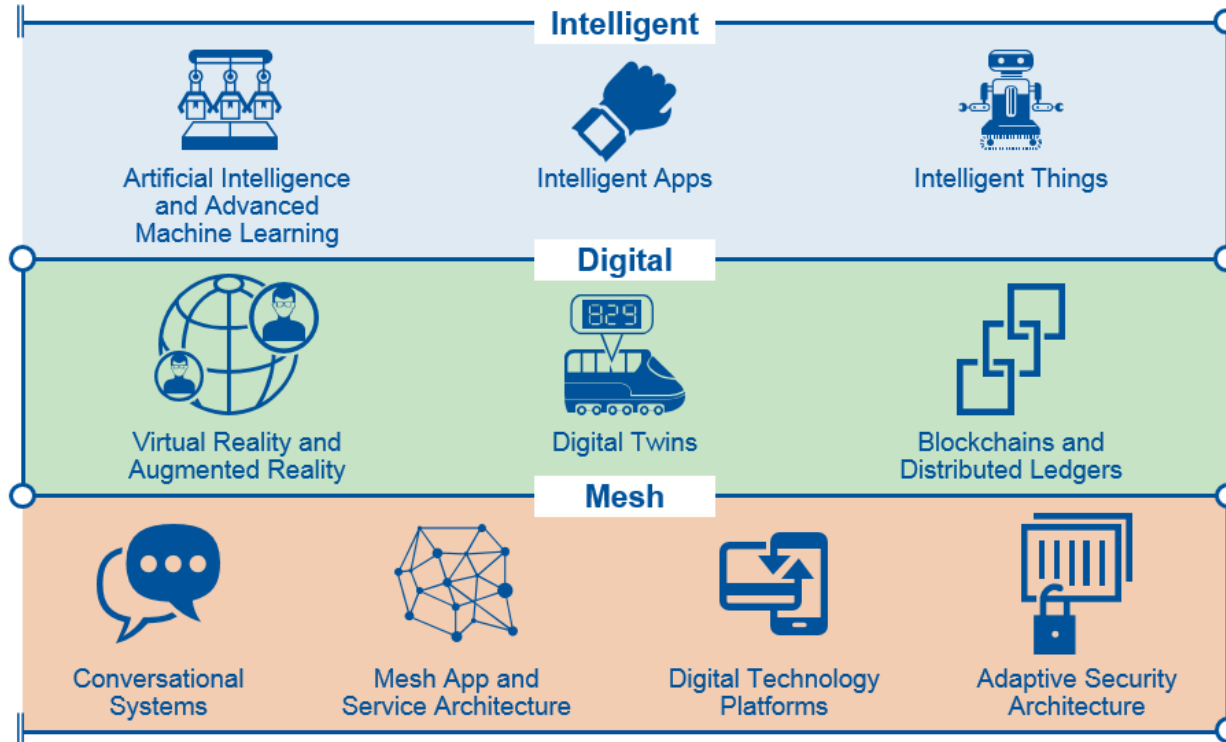 Intelligent
Artificial Intelligence
and Advanced
Machine Learning
Intelligent Apps
Intelligent Things
Digital
829
Virtual Reality and
Augmented Reality
Digital Twins
Blockchains and
Distributed Ledgers
Mesh
Conversational
Systems
Mesh App and
Service Architecture
Digital Technology
Platforms
Adaptive Security
Architecture